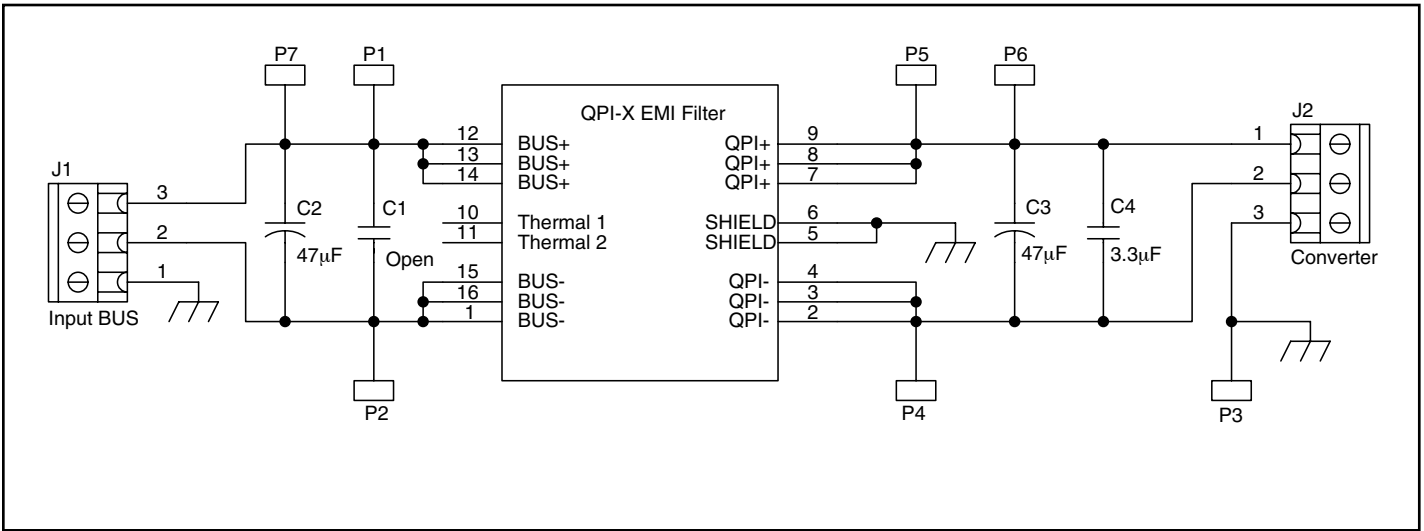 P7
P1
P5
P6
QPI-X EMI Filter
J2
12
BUS+
QPI+
9
1
13
BUS+
QPI+
8
14
BUS+
QPI+
7
J1
2
3
C2
C1
10
Thermal 1
SHIELD
6
C3
C4
3
11
Thermal 2
SHIELD
5
2
47µF
Open
47µF
3.3µF
Converter
1
15
BUS-
QPI-
4
16
BUS-
QPI-
3
Input BUS
1
BUS-
QPI-
2
P2
P4
P3